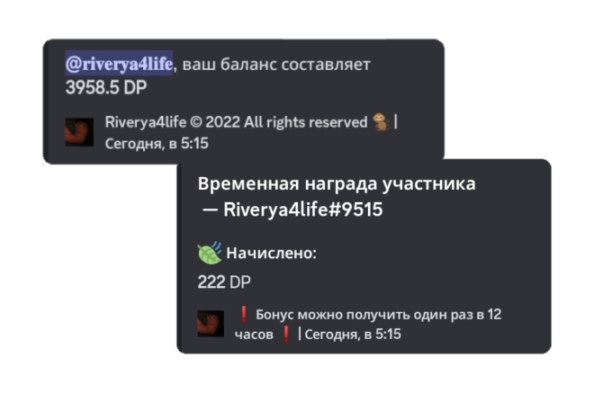 @riverya4life, ваш баланс составляет
3958.5 DP
Riverya4life © 2022 All rights reserved 🐒 |
Сегодня, в 5:15
Временная награда участника
— Riverya4life#9515
🍃 Начислено:
222 DP
❗ Бонус можно получить один раз в 12
часов ❗ | Сегодня, в 5:15